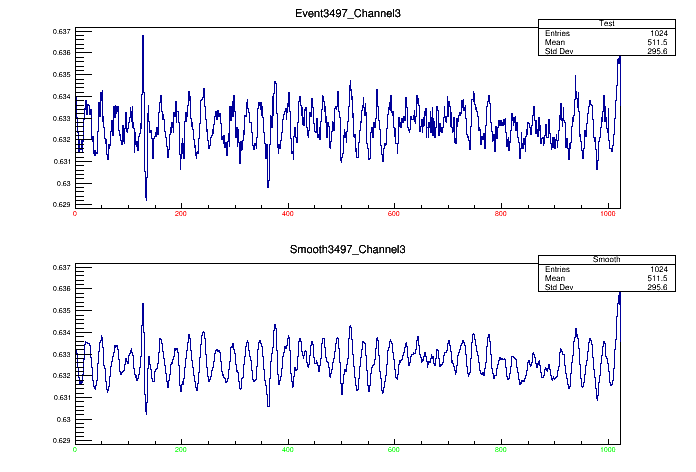 Event3497_Channel3
Test
Entries 1024
Mean 511.5
Std Dev 295.6
0.637
0.636
0.635
0.634
0.633
0.632
0.631
0.63
0.629
0 200 400 600 800 1000
Smooth3497_Channel3
Smooth
Entries 1024
Mean 511.5
Std Dev 295.6
0.637
0.636
0.635
0.634
0.633
0.632
0.631
0.63
0.629
0 200 400 600 800 1000